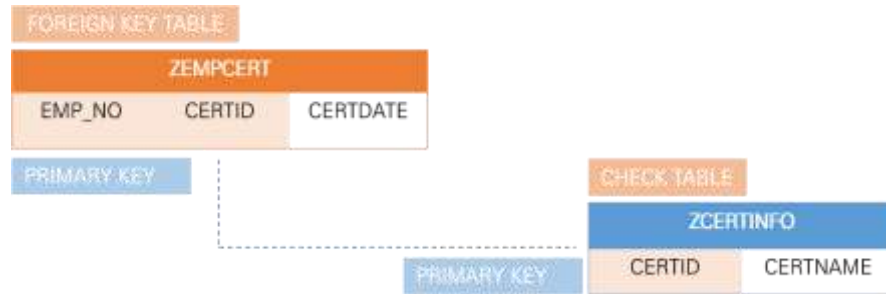 FOREIGN KEY TABLE
ZEMPCERT
EMP_NO CERTID CERTDATE
PRIMARY KEY
CHECK TABLE
ZCERTINFO
PRIMARY KEY
CERTID CERTNAME